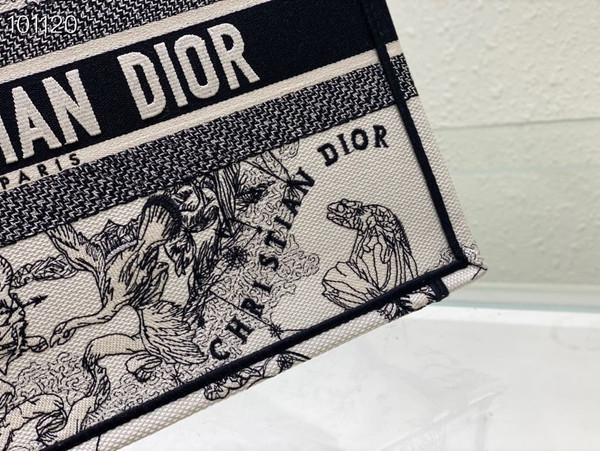 101120
IAN DIOR
PARIS
CHRISTIAN DIOR